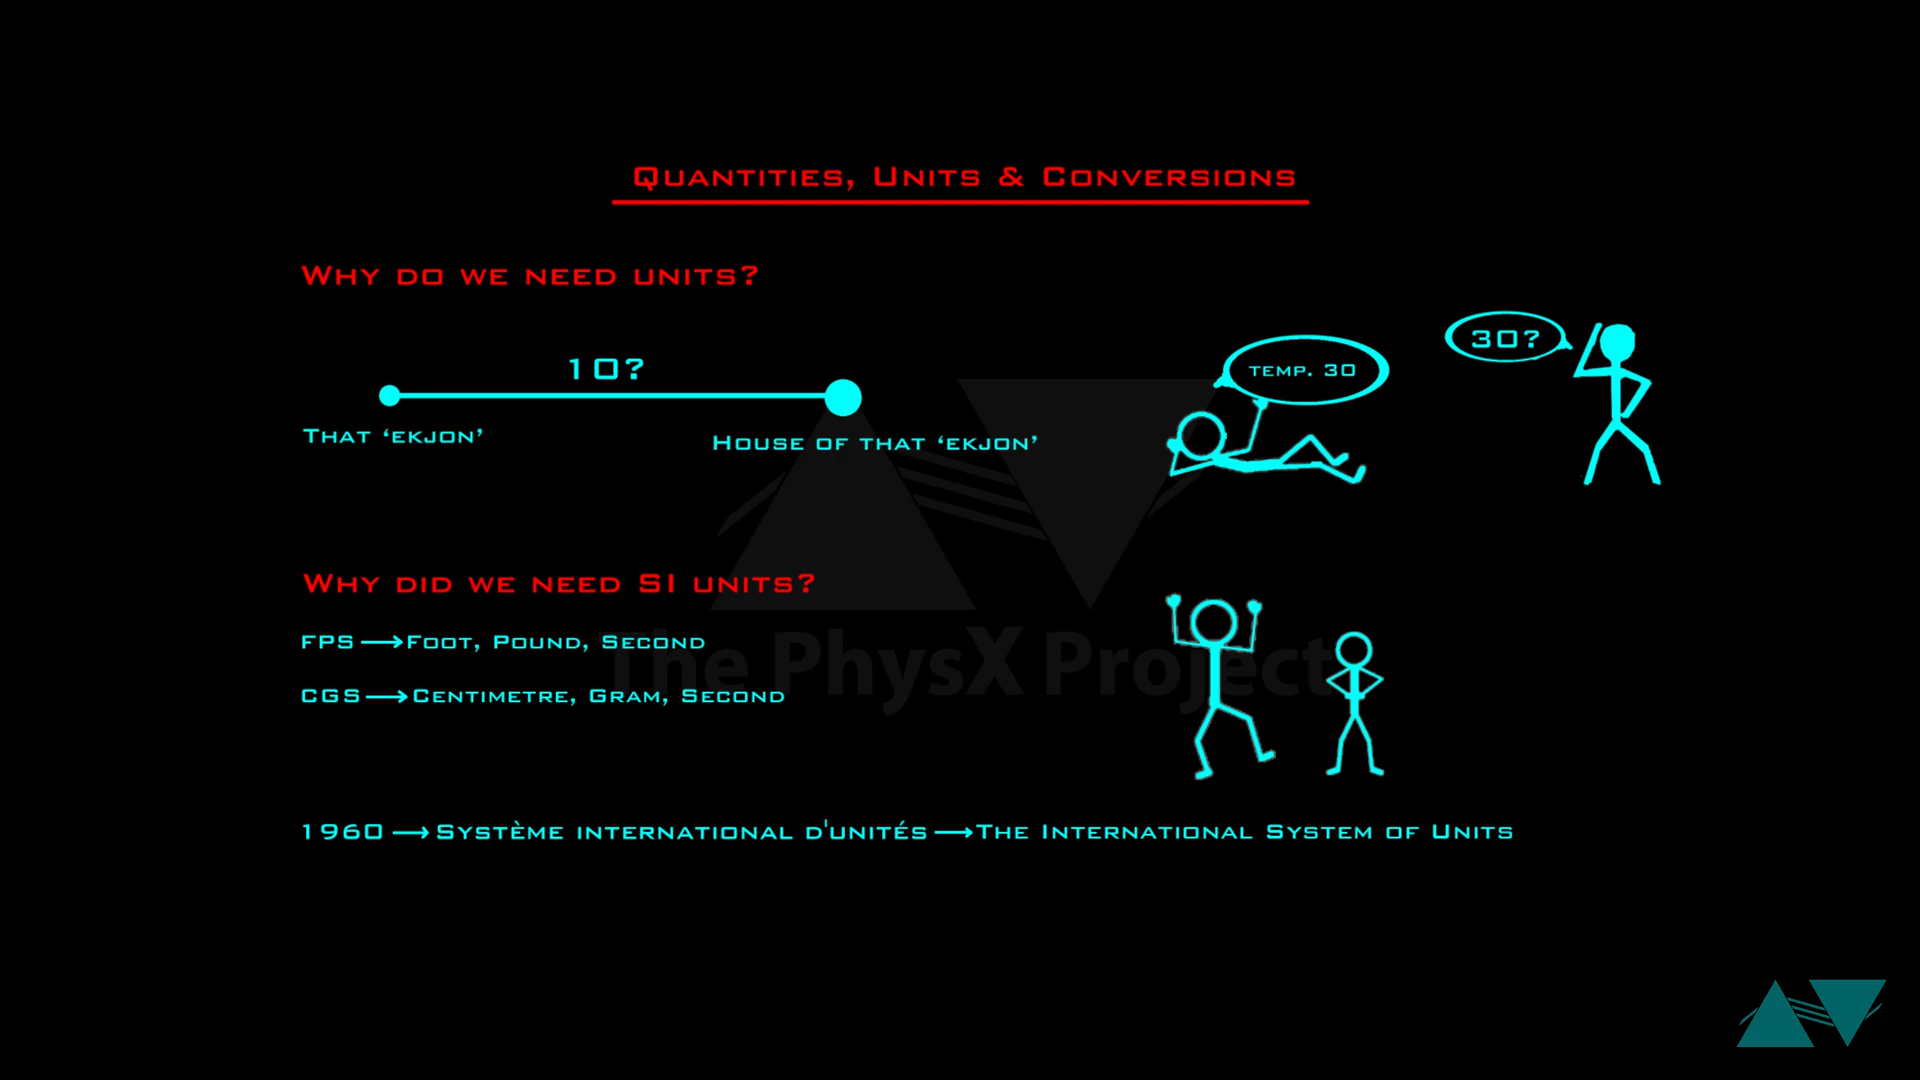 Quantities, Units & Conversions
Why do we need units?
10?
That ‘ekjon’
House of that ‘ekjon’
temp. 30
30?
Why did we need SI units?
FPS → Foot, Pound, Second
CGS → Centimetre, Gram, Second
The PhysX Project
1960 → Système international d'unités → The International System of Units